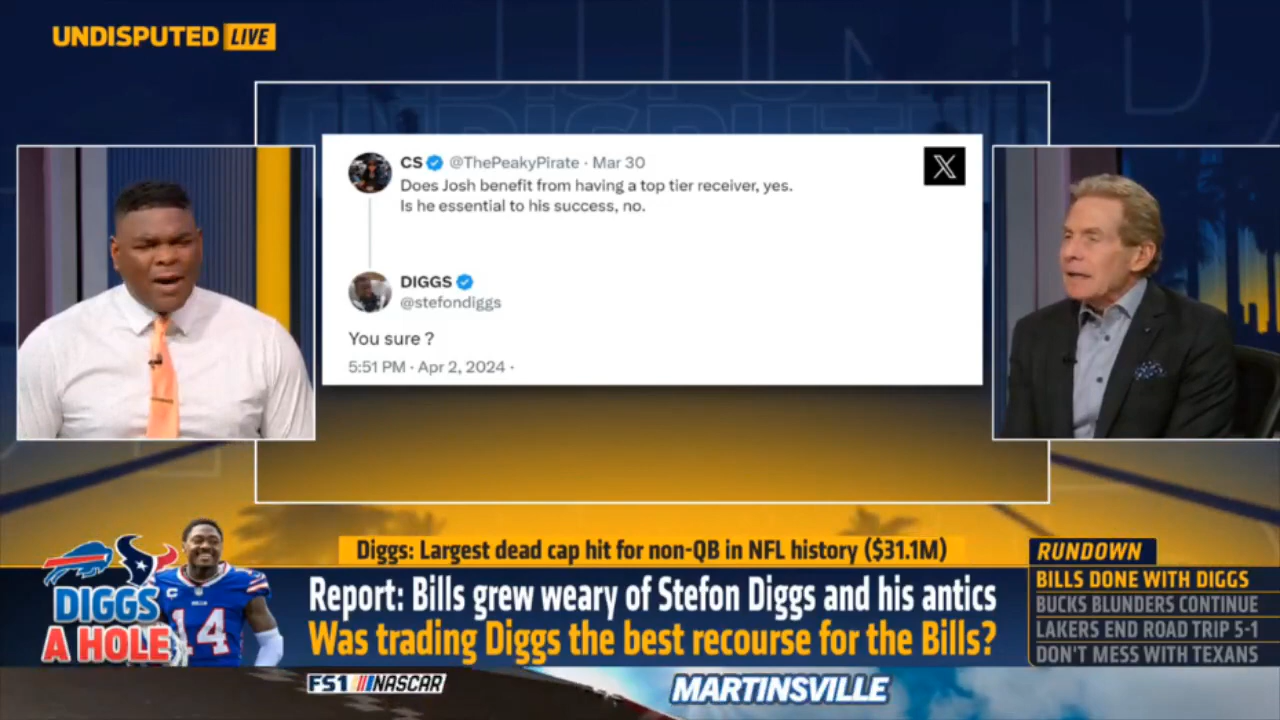 UNDISPUTED LIVE
CS @ThePeakyPirate · Mar 30
Does Josh benefit from having a top tier receiver, yes.
Is he essential to his success, no.
DIGGS
@stefondiggs
You sure ?
5:51 PM · Apr 2, 2024 ·
Diggs: Largest dead cap hit for non-QB in NFL history ($31.1M)
Report: Bills grew weary of Stefon Diggs and his antics
Was trading Diggs the best recourse for the Bills?
DIGGS
A HOLE
14
RUNDOWN
BILLS DONE WITH DIGGS
BUCKS BLUNDERS CONTINUE
LAKERS END ROAD TRIP 5-1
DON'T MESS WITH TEXANS
FS1 NASCAR
MARTINSVILLE